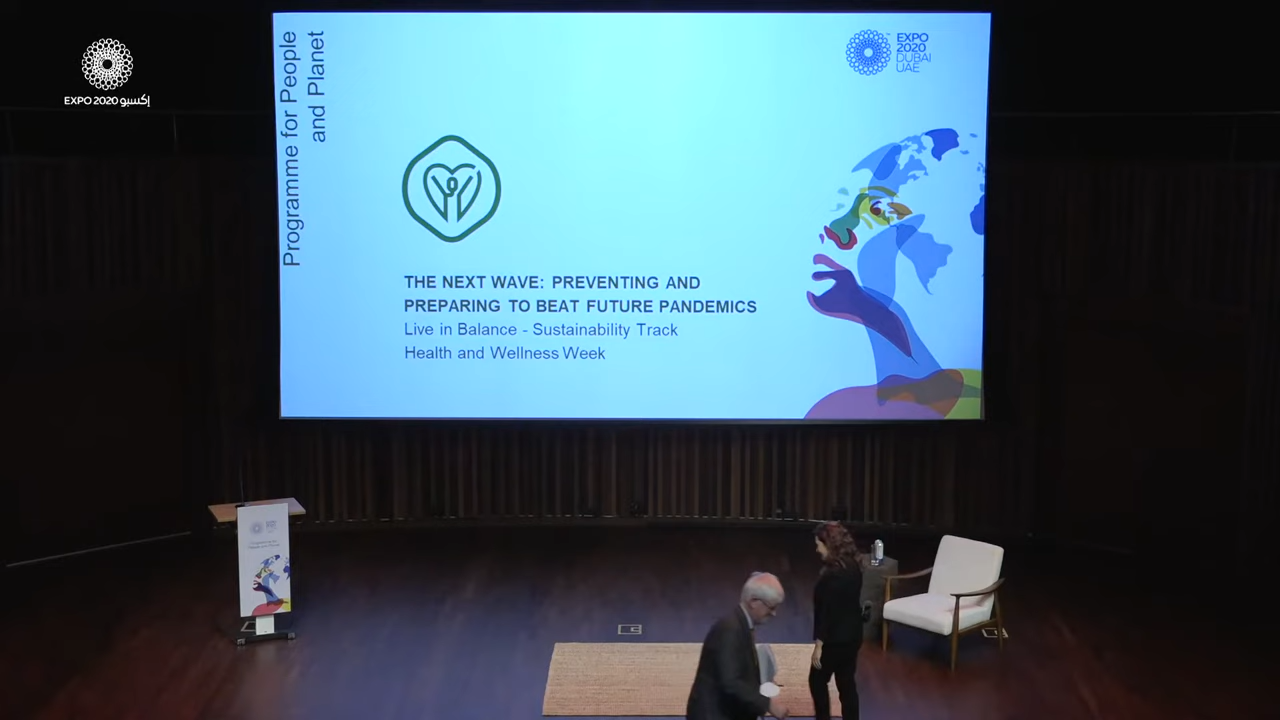 EXPO 2020 إكسبو
Programme for People
and Planet
EXPO
2020
DUBAI
UAE
THE NEXT WAVE: PREVENTING AND
PREPARING TO BEAT FUTURE PANDEMICS
Live in Balance - Sustainability Track
Health and Wellness Week